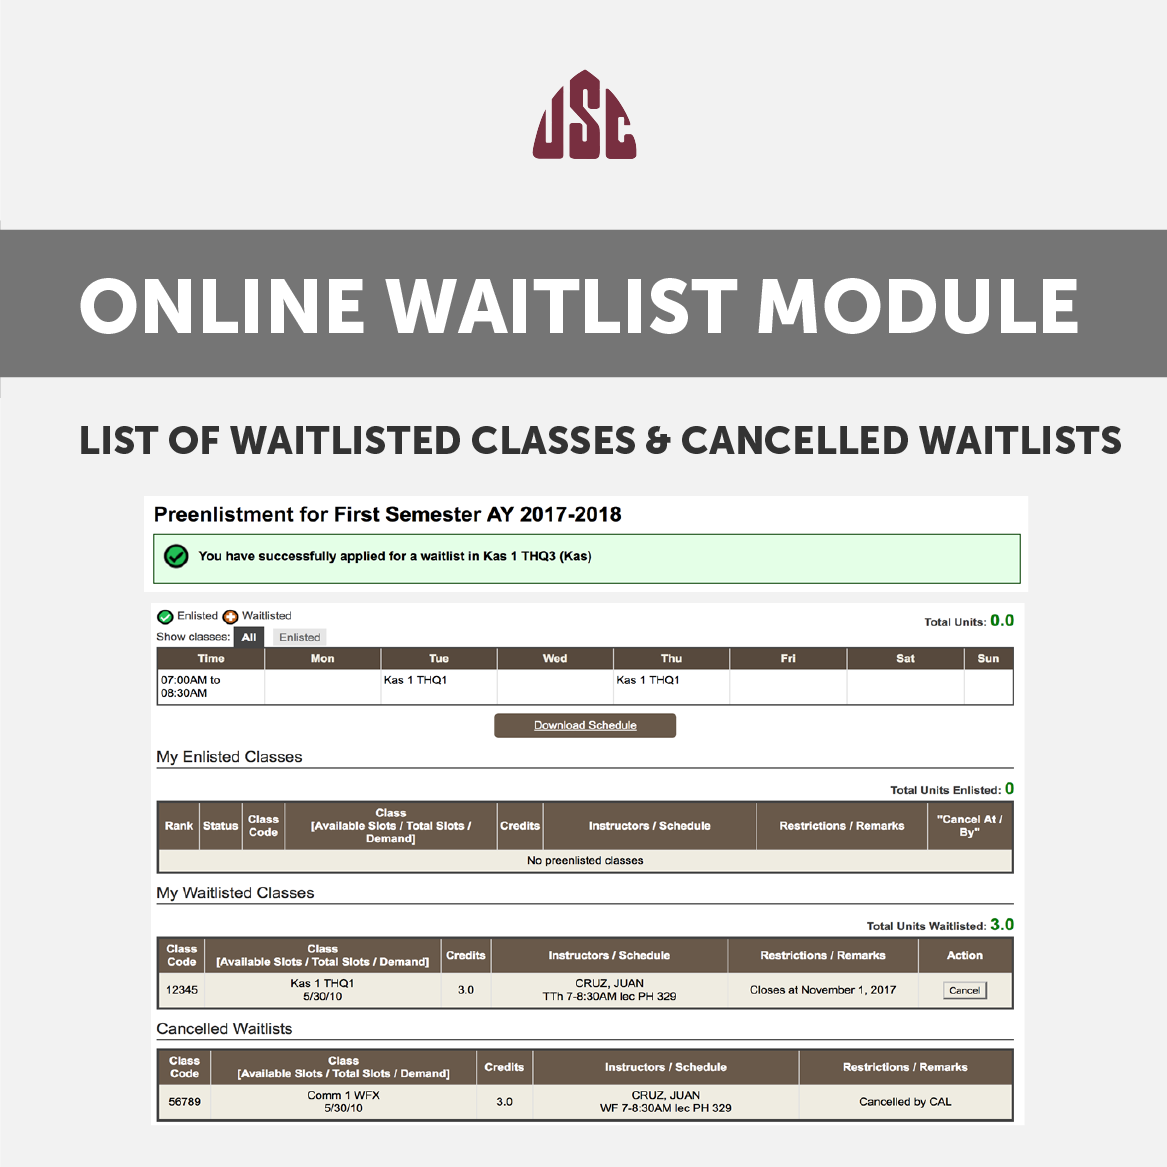 USC
ONLINE WAITLIST MODULE
LIST OF WAITLISTED CLASSES & CANCELLED WAITLISTS
Preenlistment for First Semester AY 2017-2018
You have successfully applied for a waitlist in Kas 1 THQ3 (Kas)
Enlisted Waitlisted
Total Units: 0.0
Show classes: All Enlisted
Time Mon Tue Wed Thu Fri Sat Sun
07:00AM to
08:30AM
Kas 1 THQ1 Kas 1 THQ1
Download Schedule
My Enlisted Classes
Total Units Enlisted: 0
Rank Status
Class
Code
Class
[Available Slots / Total Slots /
Demand]
Credits Instructors / Schedule Restrictions / Remarks
"Cancel At /
By"
No preenlisted classes
My Waitlisted Classes
Total Units Waitlisted: 3.0
Class
Code
Class
[Available Slots / Total Slots / Demand]
Credits Instructors / Schedule Restrictions / Remarks Action
12345
Kas 1 THQ1
5/30/10
3.0
CRUZ, JUAN
TTh 7-8:30AM lec PH 329
Closes at November 1, 2017
Cancel
Cancelled Waitlists
Class
Code
Class
[Available Slots / Total Slots / Demand]
Credits Instructors / Schedule Restrictions / Remarks
56789
Comm 1 WFX
5/30/10
3.0
CRUZ, JUAN
WF 7-8:30AM lec PH 329
Cancelled by CAL